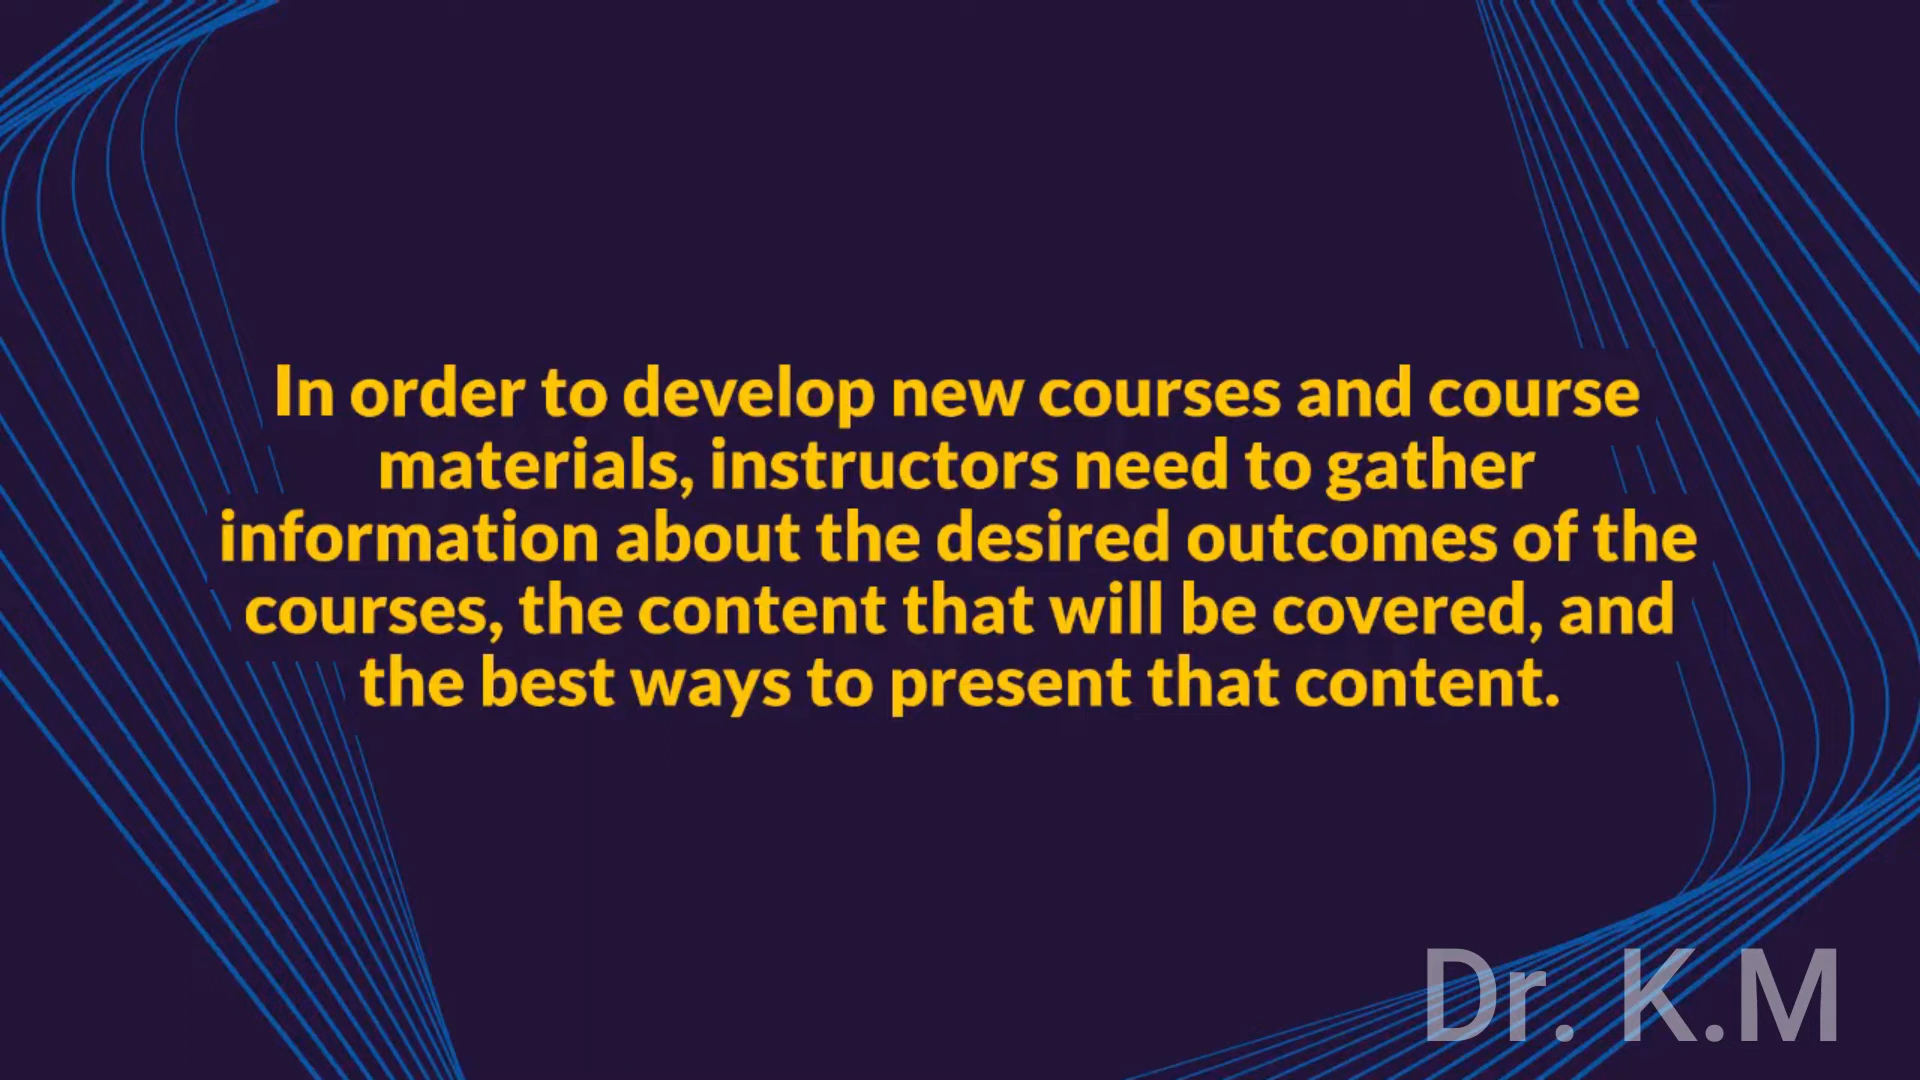 In order to develop new courses and course
materials, instructors need to gather
information about the desired outcomes of the
courses, the content that will be covered, and
the best ways to present that content.
Dr. K.M